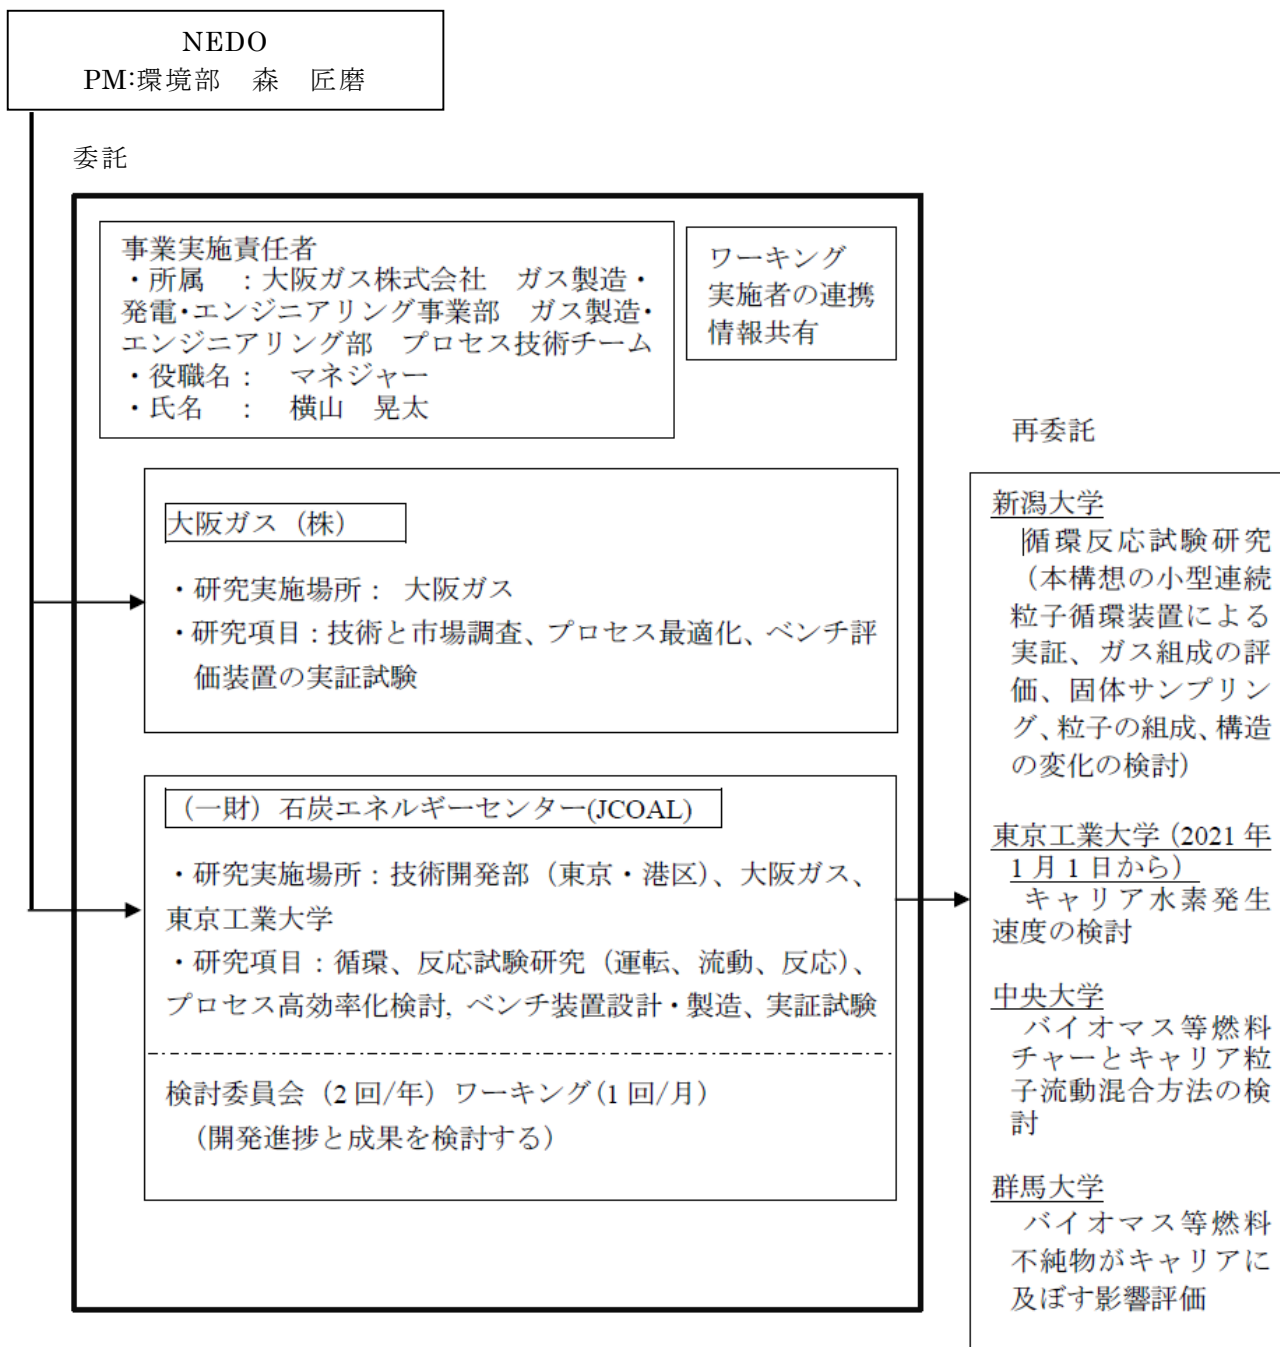 NEDO
PM:環境部　森　匠磨
委託
事業実施責任者
・所属　：大阪ガス株式会社　ガス製造・
発電・エンジニアリング事業部　ガス製造・
エンジニアリング部　プロセス技術チーム
・役職名：　マネジャー
・氏名　：　横山　晃太
ワーキング
実施者の連携
情報共有
大阪ガス（株）
・研究実施場所：　大阪ガス
・研究項目：技術と市場調査、プロセス最適化、ベンチ評
価装置の実証試験
（一財）石炭エネルギーセンター(JCOAL)
・研究実施場所：技術開発部（東京・港区）、大阪ガス、
東京工業大学
・研究項目：循環、反応試験研究（運転、流動、反応）、
プロセス高効率化検討, ベンチ装置設計・製造、実証試験
検討委員会（2 回/年）ワーキング(1 回/月)
（開発進捗と成果を検討する）
再委託
新潟大学
循環反応試験研究
（本構想の小型連続
粒子循環装置による
実証、ガス組成の評
価、固体サンプリン
グ、粒子の組成、構造
の変化の検討）
東京工業大学（2021 年
1 月 1 日から）
キャリア水素発生
速度の検討
中央大学
バイオマス等燃料
チャーとキャリア粒
子流動混合方法の検
討
群馬大学
バイオマス等燃料
不純物がキャリアに
及ぼす影響評価